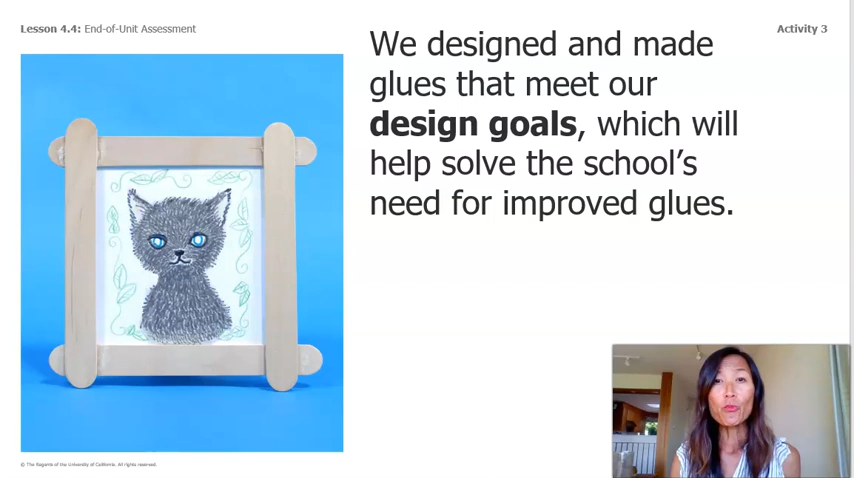 Lesson 4.4: End-of-Unit Assessment
Activity 3
We designed and made
glues that meet our
design goals, which will
help solve the school’s
need for improved glues.
© The Regents of the University of California. All rights reserved.